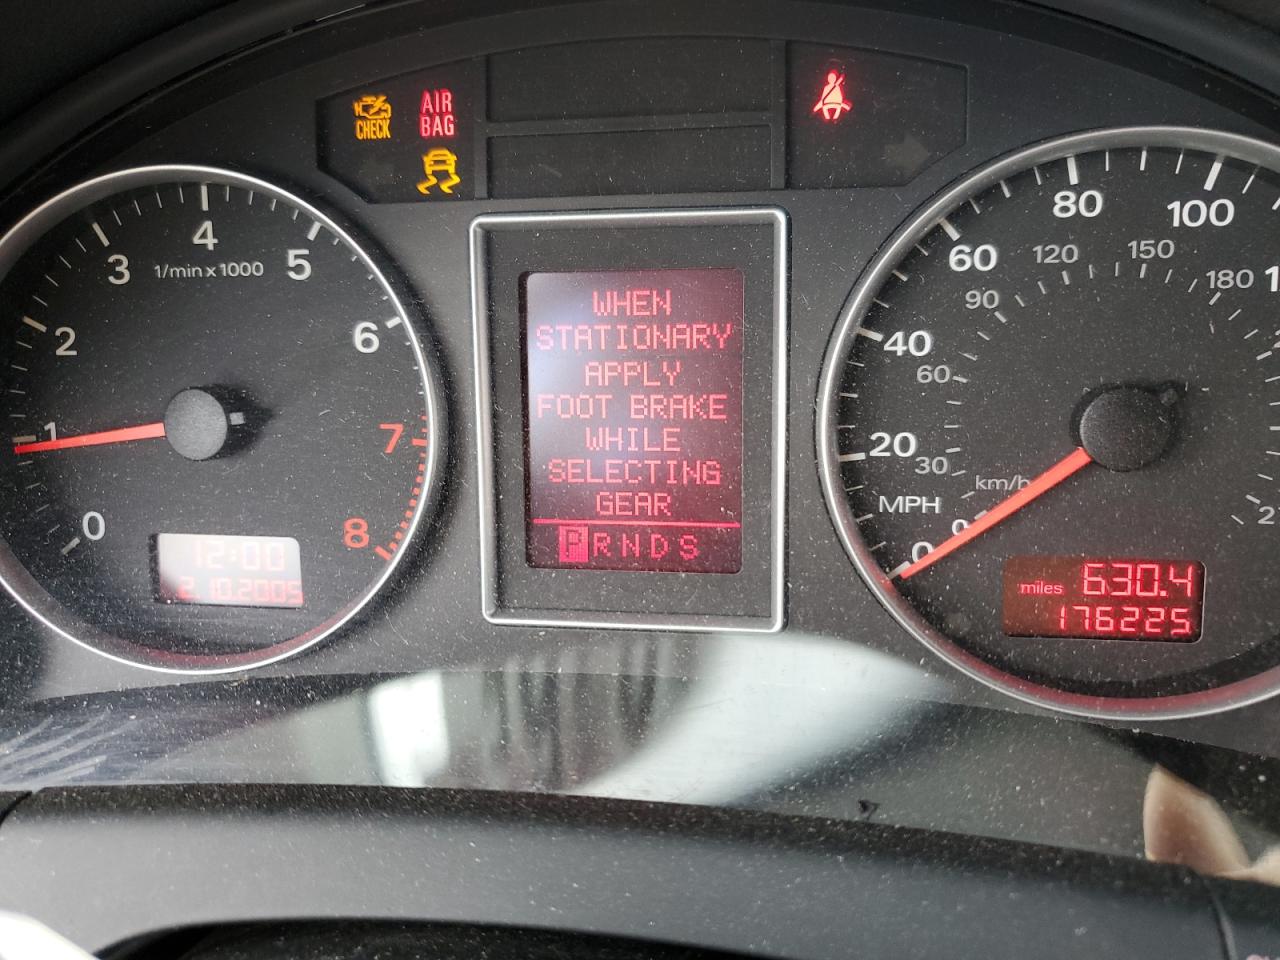 CHECK
AIR
BAG
1
2
3
4
5
6
7
8
0
1/min x 1000
12:00
2.10.2005
WHEN
STATIONARY
APPLY
FOOT BRAKE
WHILE
SELECTING
GEAR
P R N D S
0
20
40
60
80
100
MPH
0
30
60
90
120
150
180
km/h
miles 630.4
176225